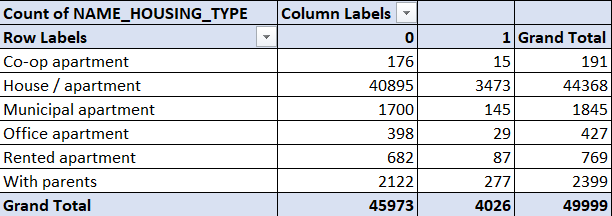 Count of NAME_HOUSING_TYPE Column Labels
Row Labels 0 1 Grand Total
Co-op apartment 176 15 191
House / apartment 40895 3473 44368
Municipal apartment 1700 145 1845
Office apartment 398 29 427
Rented apartment 682 87 769
With parents 2122 277 2399
Grand Total 45973 4026 49999